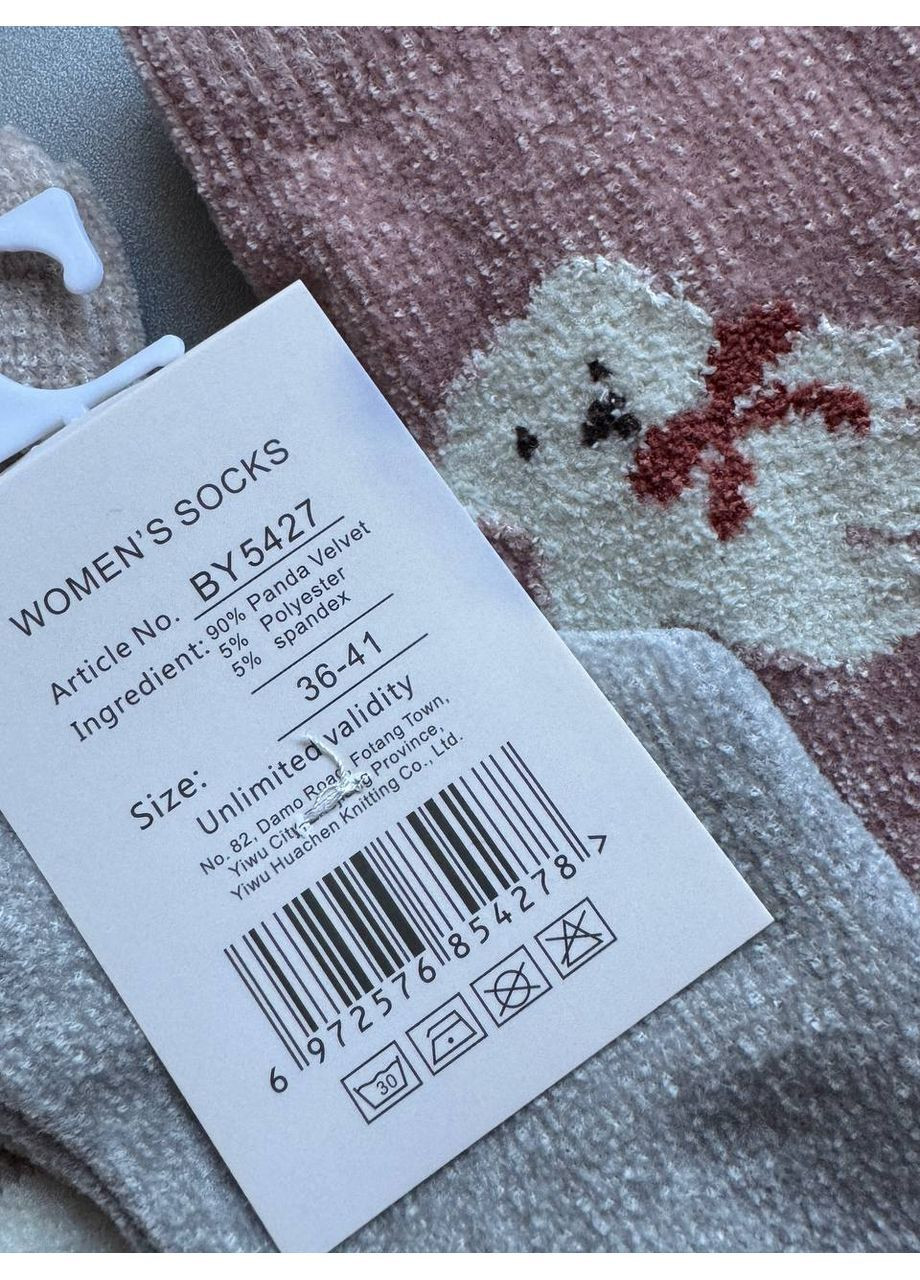 WOMEN'S SOCKS
Article No. BY5427
Ingredient: 90% Panda Velvet
5% Polyester
5% spandex
Size: 36-41
Unlimited validity
No. 82, Damo Road, Fotang Town,
Yiwu City, Province,
Yiwu Huachen Knitting Co., Ltd.
6 972576 854278 >
30